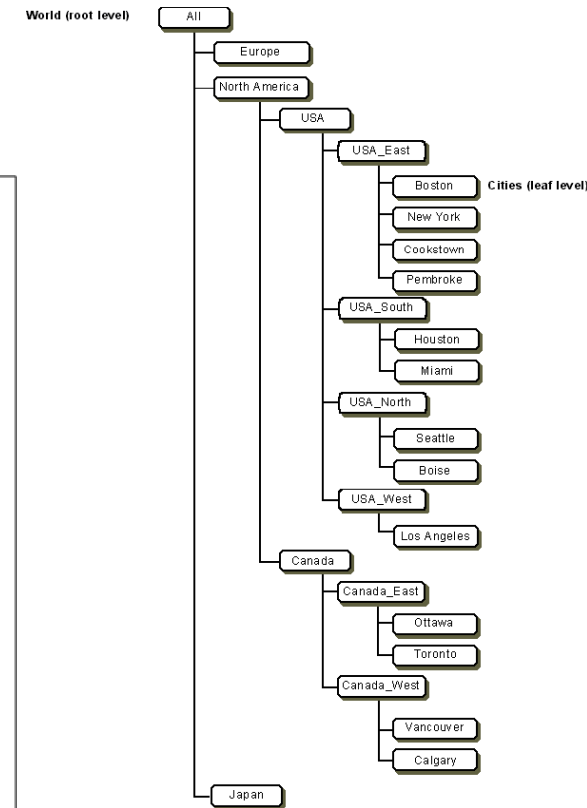 World (root level) All
Europe
North America
USA
USA_East
Boston Cities (leaf level)
New York
Cookstown
Pembroke
USA_South
Houston
Miami
USA_North
Seattle
Boise
USA_West
Los Angeles
Canada
Canada_East
Ottawa
Toronto
Canada_West
Vancouver
Calgary
Japan